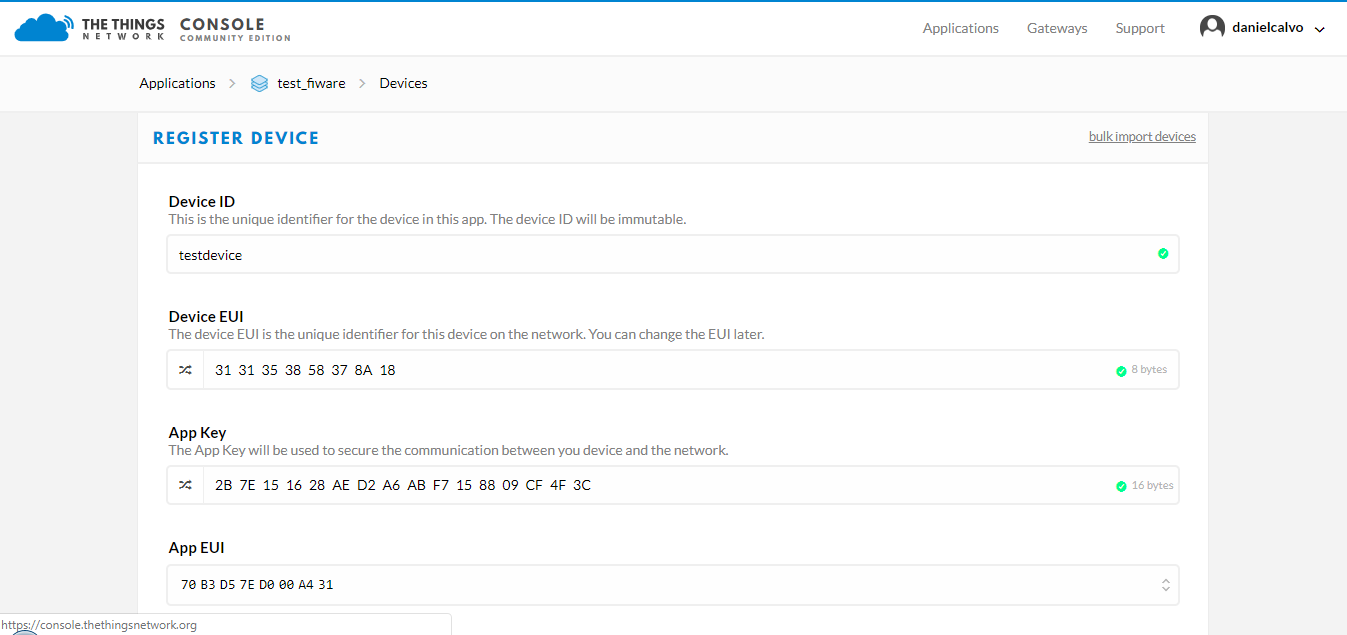 THE THINGS NETWORK CONSOLE COMMUNITY EDITION
Applications Gateways Support danielcalvo
Applications test_fiware Devices
REGISTER DEVICE bulk import devices
Device ID
This is the unique identifier for the device in this app. The device ID will be immutable.
testdevice
Device EUI
The device EUI is the unique identifier for this device on the network. You can change the EUI later.
31 31 35 38 58 37 8A 18 8 bytes
App Key
The App Key will be used to secure the communication between you device and the network.
2B 7E 15 16 28 AE D2 A6 AB F7 15 88 09 CF 4F 3C 16 bytes
App EUI
70 B3 D5 7E D0 00 A4 31
https://console.thethingsnetwork.org